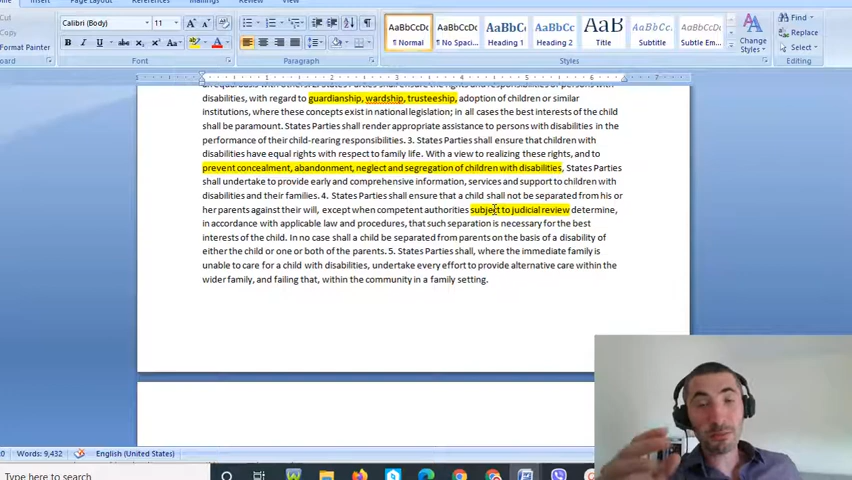 Insert
References
Mailings
Review
View
Cut
Copy
Format Painter
Calibri (Body)
11
Find
Replace
Select
AaBbCcDc AaBbCcDc AaBbC AaBbCc AaB AaBbCc. AaBbCcDc
¶ Normal ¶ No Spaci... Heading 1 Heading 2 Title Subtitle Subtle Em...
Change
Styles
Font Paragraph Styles Editing
disabilities, with regard to guardianship, wardship, trusteeship, adoption of children or similar
institutions, where these concepts exist in national legislation; in all cases the best interests of the child
shall be paramount. States Parties shall render appropriate assistance to persons with disabilities in the
performance of their child-rearing responsibilities. 3. States Parties shall ensure that children with
disabilities have equal rights with respect to family life. With a view to realizing these rights, and to
prevent concealment, abandonment, neglect and segregation of children with disabilities, States Parties
shall undertake to provide early and comprehensive information, services and support to children with
disabilities and their families. 4. States Parties shall ensure that a child shall not be separated from his or
her parents against their will, except when competent authorities subject to judicial review determine,
in accordance with applicable law and procedures, that such separation is necessary for the best
interests of the child. In no case shall a child be separated from parents on the basis of a disability of
either the child or one or both of the parents. 5. States Parties shall, where the immediate family is
unable to care for a child with disabilities, undertake every effort to provide alternative care within the
wider family, and failing that, within the community in a family setting.
Words: 9,432 English (United States)
Type here to search